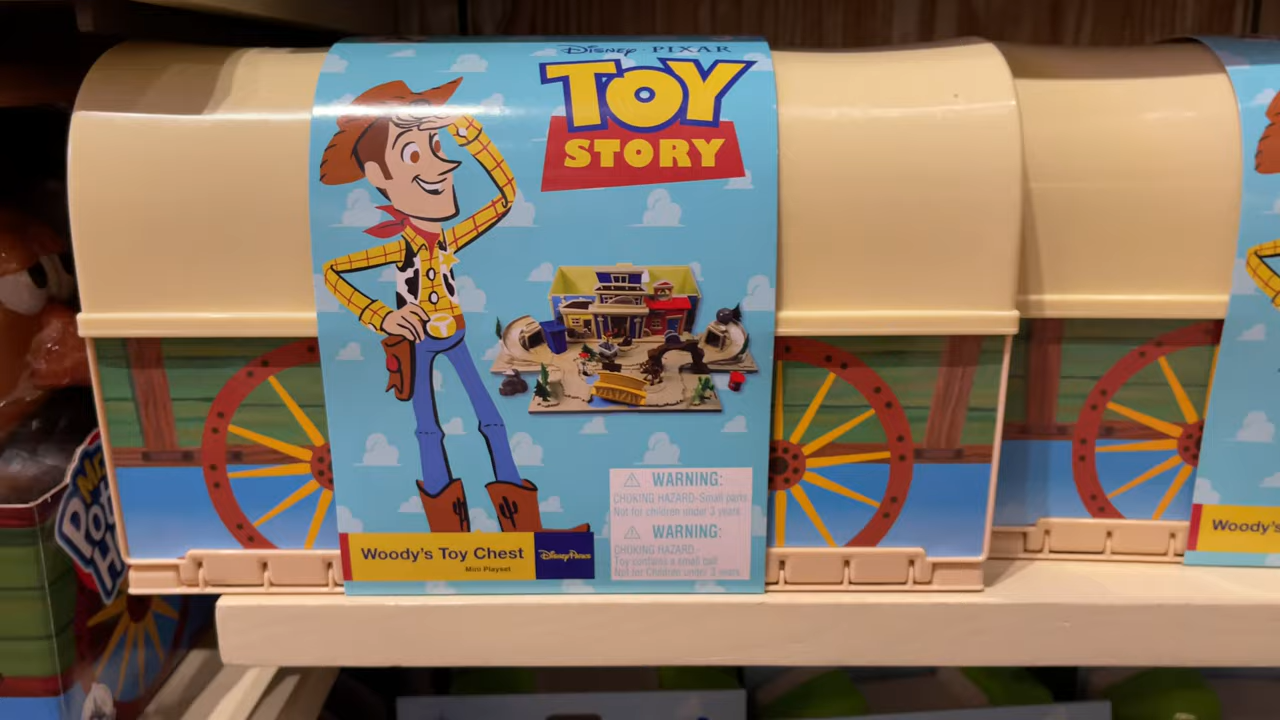 Disney · PIXAR
TOY
STORY
WARNING:
CHOKING HAZARD-Small parts
Not for children under 3 years
WARNING:
CHOKING HAZARD-
Toy contains a small ball
Not for Children under 3 years
Woody's Toy Chest
Mini Playset
Disney Parks
Woody's